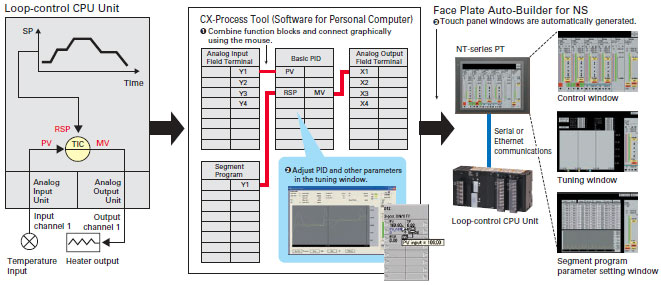 Loop-control CPU Unit
SP
Time
RSP
PV
TIC
MV
Analog
Input
Unit
Analog
Output
Unit
Input
channel 1
Output
channel 1
Temperature
Input
Heater output
CX-Process Tool (Software for Personal Computer)
❶ Combine function blocks and connect graphically
using the mouse.
Analog Input
Field Terminal
Y1
Y2
Y3
Y4
Basic PID
PV
RSP MV
Analog Output
Field Terminal
X1
X2
X3
X4
Segment
Program
Y1
❷ Adjust PID and other parameters
in the tuning window.
PV input = 100.00
Face Plate Auto-Builder for NS
❸ Touch panel windows are automatically generated.
NT-series PT
Serial or
Ethernet
communications
Loop-control CPU Unit
Control window
Tuning window
Segment program
parameter setting window